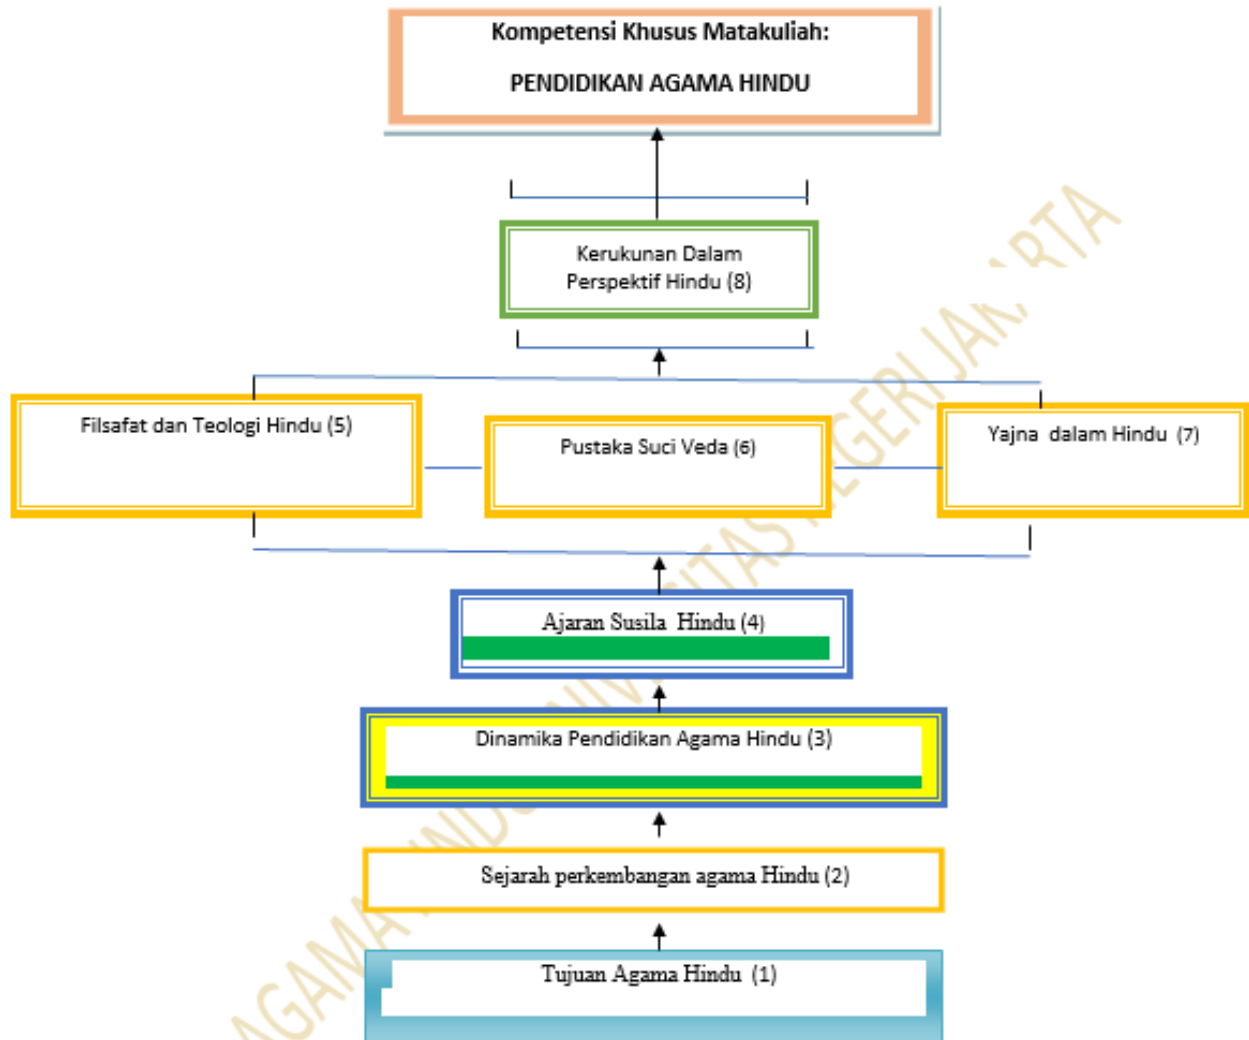 Kompetensi Khusus Matakuliah:
PENDIDIKAN AGAMA HINDU
Kerukunan Dalam
Perspektif Hindu (8)
Filsafat dan Teologi Hindu (5)
Pustaka Suci Veda (6)
Yajna dalam Hindu (7)
Ajaran Susila Hindu (4)
Dinamika Pendidikan Agama Hindu (3)
Sejarah perkembangan agama Hindu (2)
Tujuan Agama Hindu (1)